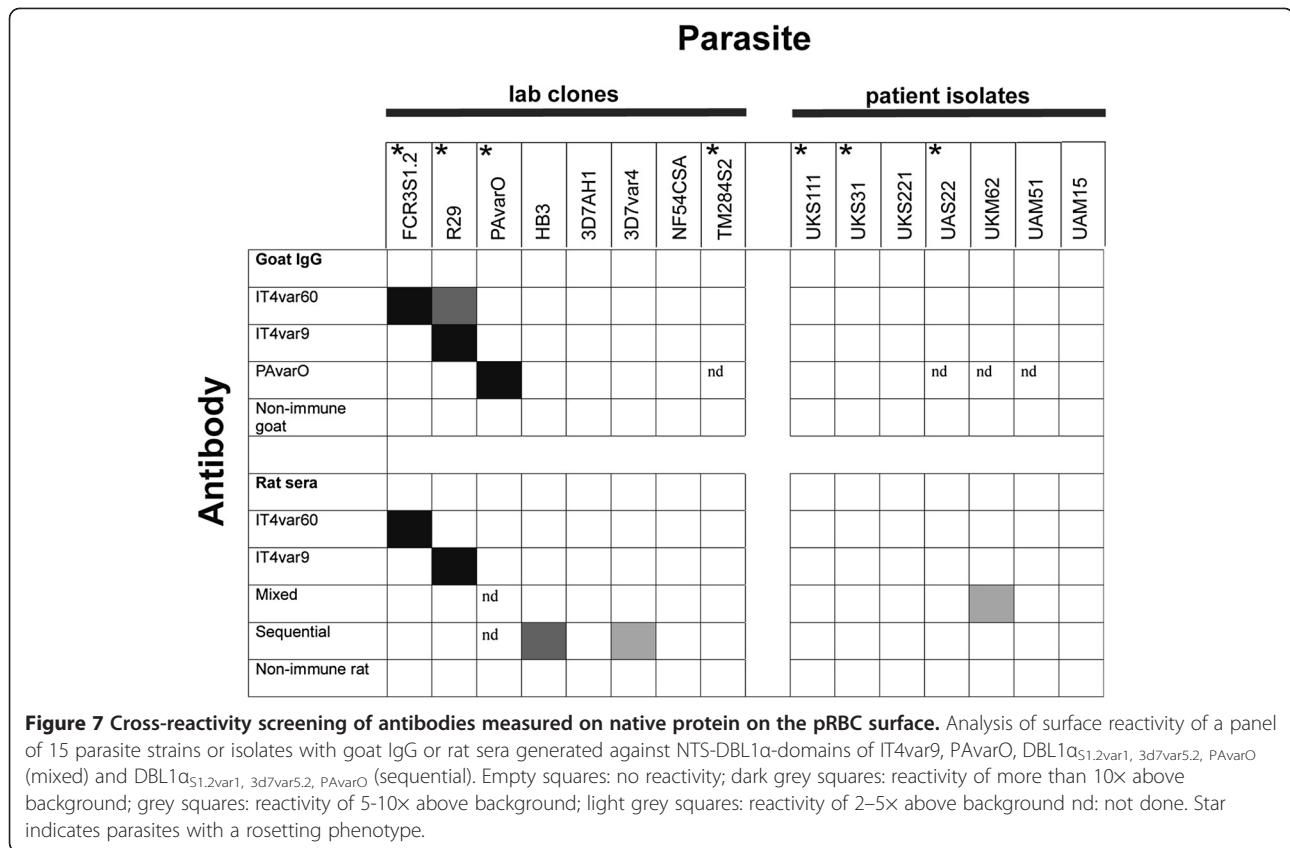 Parasite
lab clones patient isolates
* * * * * * *
FCR3S1.2 R29 PAvarO HB3 3D7AH1 3D7var4 NF54CSA TM284S2 UKS111 UKS31 UKS221 UAS22 UKM62 UAM51 UAM15
Antibody
Goat IgG
IT4var60
IT4var9
PAvarO nd nd nd nd
Non-immune
goat
Rat sera
IT4var60
IT4var9
Mixed nd
Sequential nd
Non-immune rat
Figure 7 Cross-reactivity screening of antibodies measured on native protein on the pRBC surface. Analysis of surface reactivity of a panel
of 15 parasite strains or isolates with goat IgG or rat sera generated against NTS-DBL1α-domains of IT4var9, PAvarO, DBL1αS1.2var1, 3d7var5.2, PAvarO
(mixed) and DBL1αS1.2var1, 3d7var5.2, PAvarO (sequential). Empty squares: no reactivity; dark grey squares: reactivity of more than 10× above
background; grey squares: reactivity of 5-10× above background; light grey squares: reactivity of 2–5× above background nd: not done. Star
indicates parasites with a rosetting phenotype.